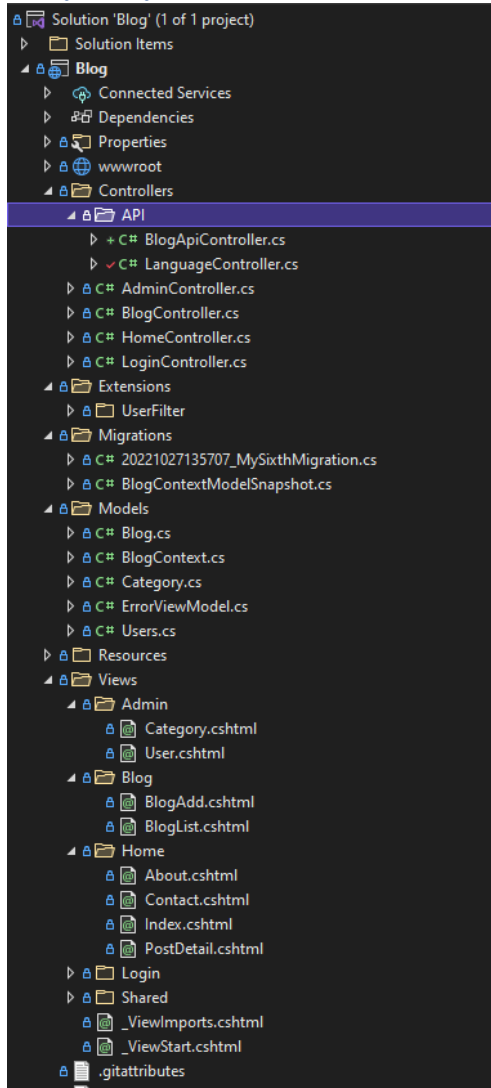 Solution 'Blog' (1 of 1 project)
Solution Items
Blog
Connected Services
Dependencies
Properties
wwwroot
Controllers
API
C# BlogApiController.cs
C# LanguageController.cs
C# AdminController.cs
C# BlogController.cs
C# HomeController.cs
C# LoginController.cs
Extensions
UserFilter
Migrations
C# 20221027135707_MySixthMigration.cs
C# BlogContextModelSnapshot.cs
Models
C# Blog.cs
C# BlogContext.cs
C# Category.cs
C# ErrorViewModel.cs
C# Users.cs
Resources
Views
Admin
Category.cshtml
User.cshtml
Blog
BlogAdd.cshtml
BlogList.cshtml
Home
About.cshtml
Contact.cshtml
Index.cshtml
PostDetail.cshtml
Login
Shared
_ViewImports.cshtml
_ViewStart.cshtml
.gitattributes